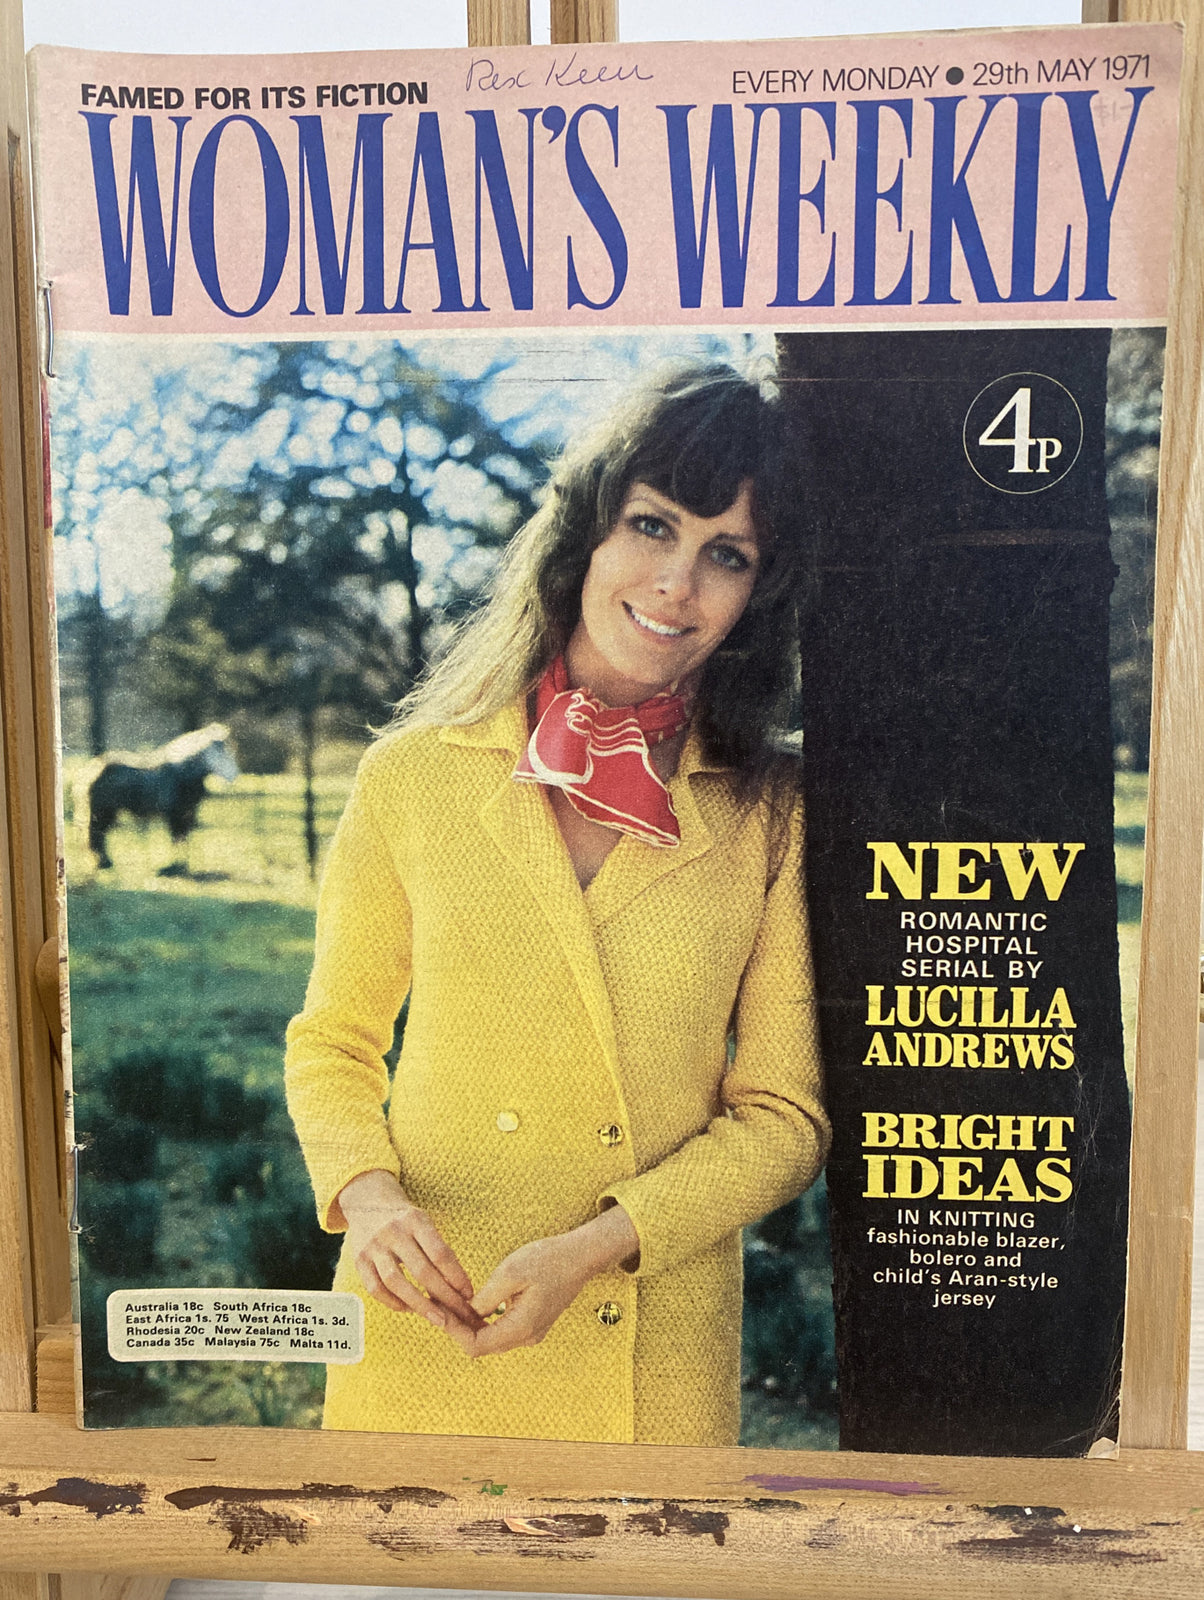 Rex Keen
FAMED FOR ITS FICTION
EVERY MONDAY ● 29th MAY 1971
WOMAN'S WEEKLY
4P
NEW
ROMANTIC
HOSPITAL
SERIAL BY
LUCILLA
ANDREWS
BRIGHT
IDEAS
IN KNITTING
fashionable blazer,
bolero and
child's Aran-style
jersey
Australia 18c South Africa 18c
East Africa 1s. 75 West Africa 1s. 3d.
Rhodesia 20c New Zealand 18c
Canada 35c Malaysia 75c Malta 11d.